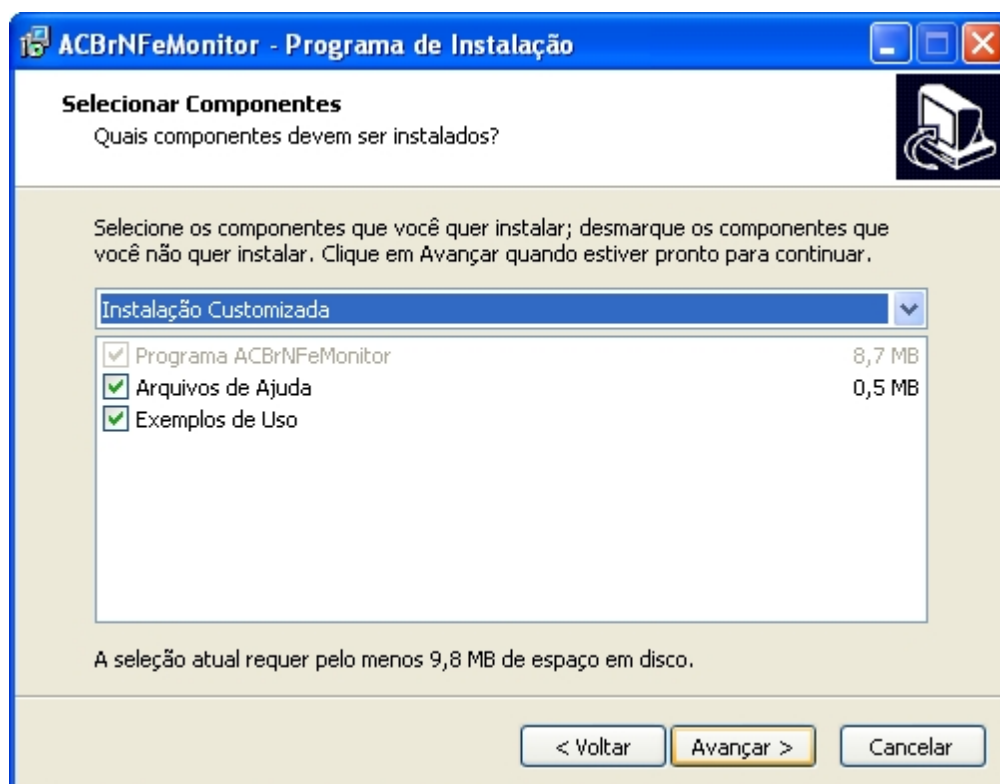 ACBrNFeMonitor - Programa de Instalação
Selecionar Componentes
Quais componentes devem ser instalados?
Selecione os componentes que você quer instalar; desmarque os componentes que
você não quer instalar. Clique em Avançar quando estiver pronto para continuar.
Instalação Customizada
Programa ACBrNFeMonitor 8,7 MB
Arquivos de Ajuda 0,5 MB
Exemplos de Uso
A seleção atual requer pelo menos 9,8 MB de espaço em disco.
< Voltar Avançar > Cancelar